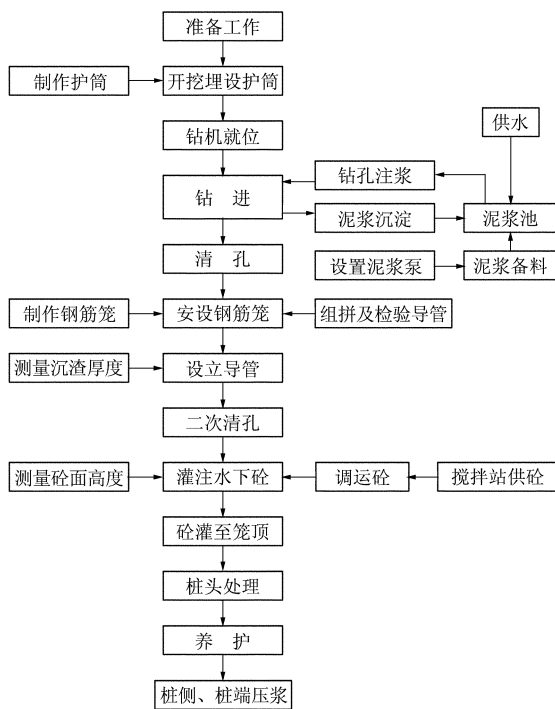 准备工作
制作护筒
开挖埋设护筒
钻机就位
供水
钻孔注浆
钻 进
泥浆沉淀
泥浆池
清 孔
设置泥浆泵
泥浆备料
制作钢筋笼
安设钢筋笼
组拼及检验导管
测量沉渣厚度
设立导管
二次清孔
测量砼面高度
灌注水下砼
调运砼
搅拌站供砼
砼灌至笼顶
桩头处理
养 护
桩侧、桩端压浆